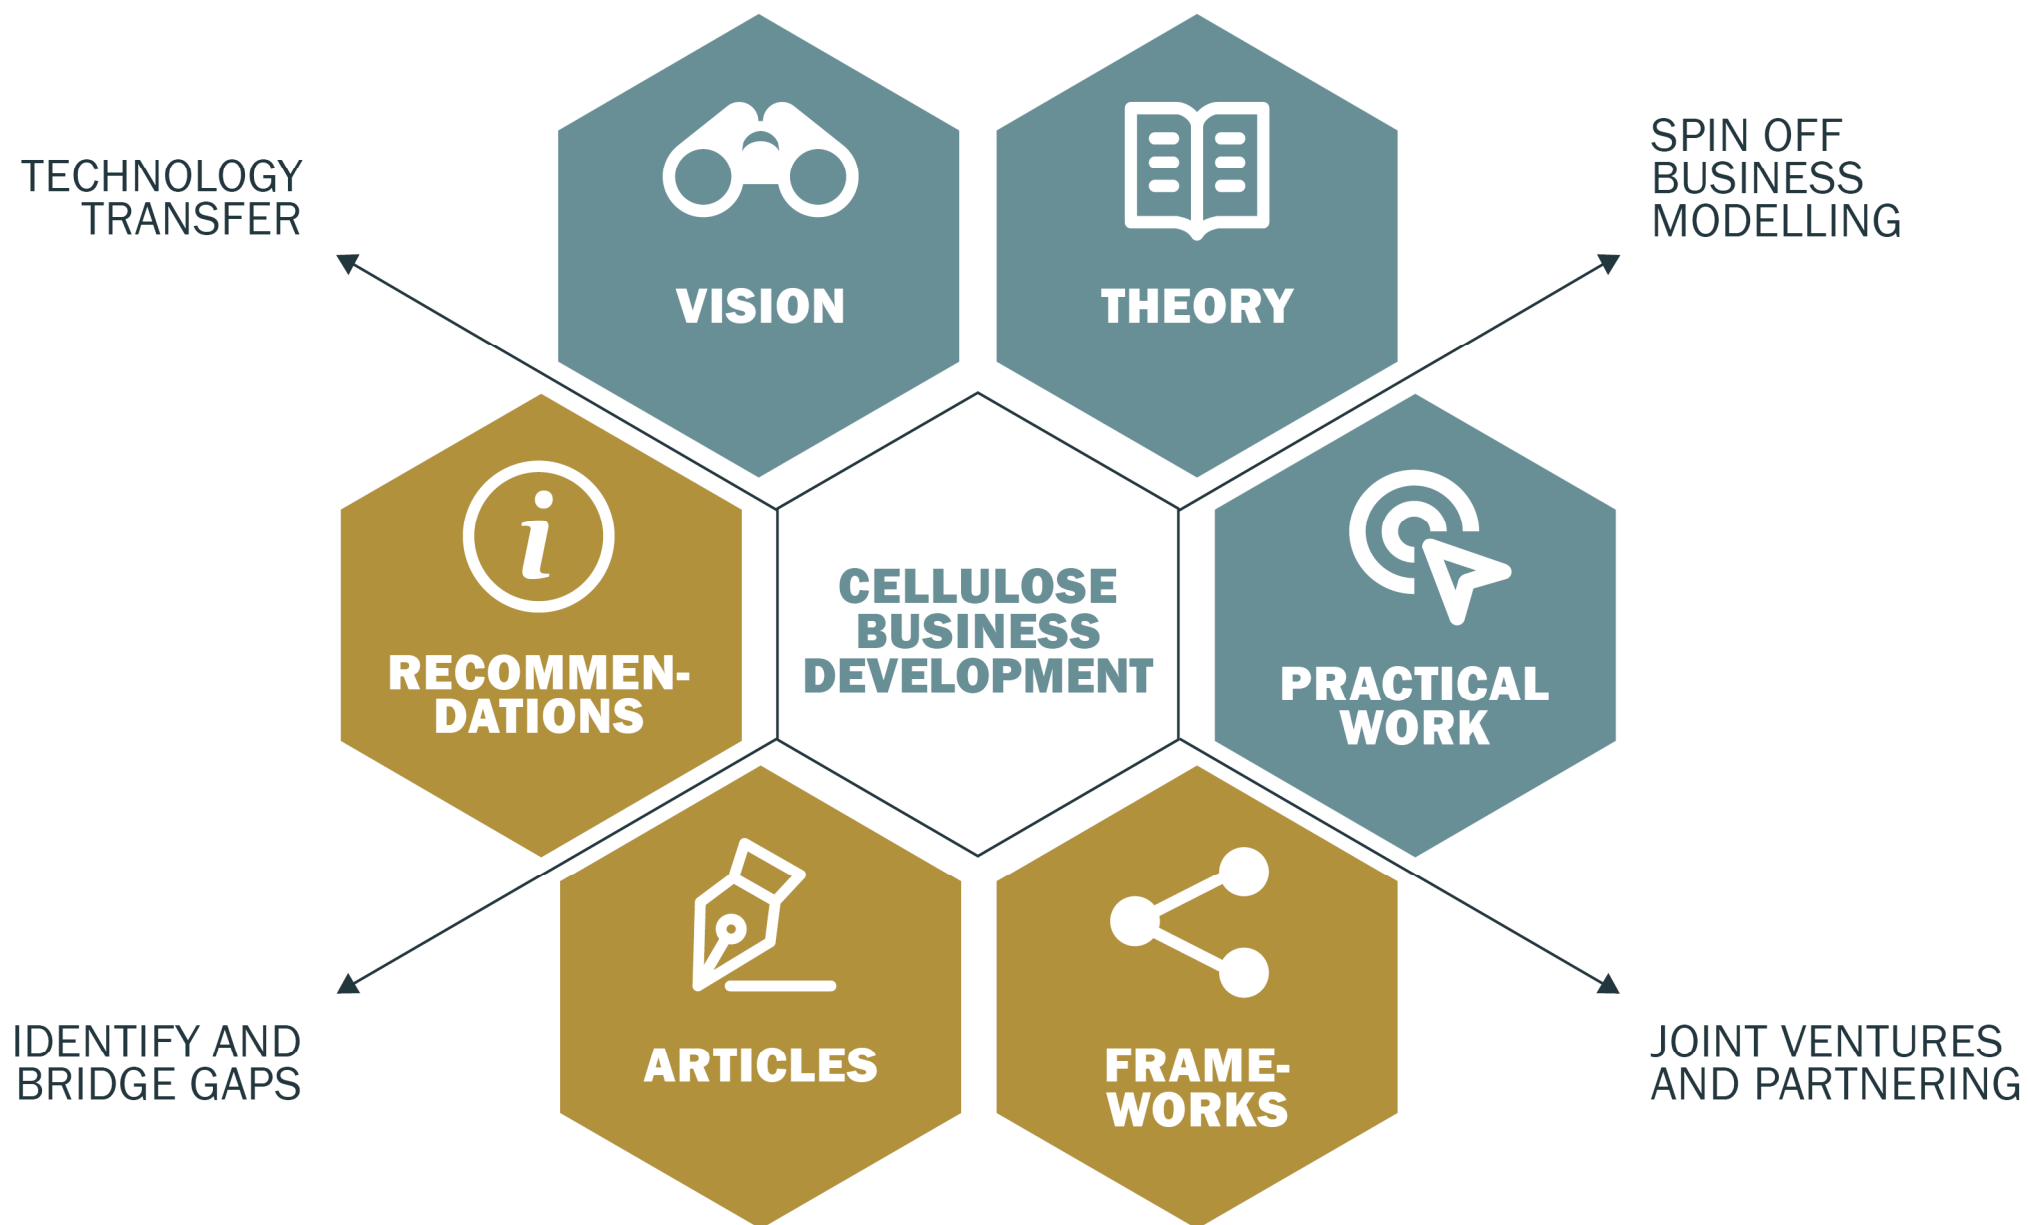 TECHNOLOGY
TRANSFER
SPIN OFF
BUSINESS
MODELLING
VISION
THEORY
RECOMMEN-
DATIONS
CELLULOSE
BUSINESS
DEVELOPMENT
PRACTICAL
WORK
IDENTIFY AND
BRIDGE GAPS
ARTICLES
FRAME-
WORKS
JOINT VENTURES
AND PARTNERING